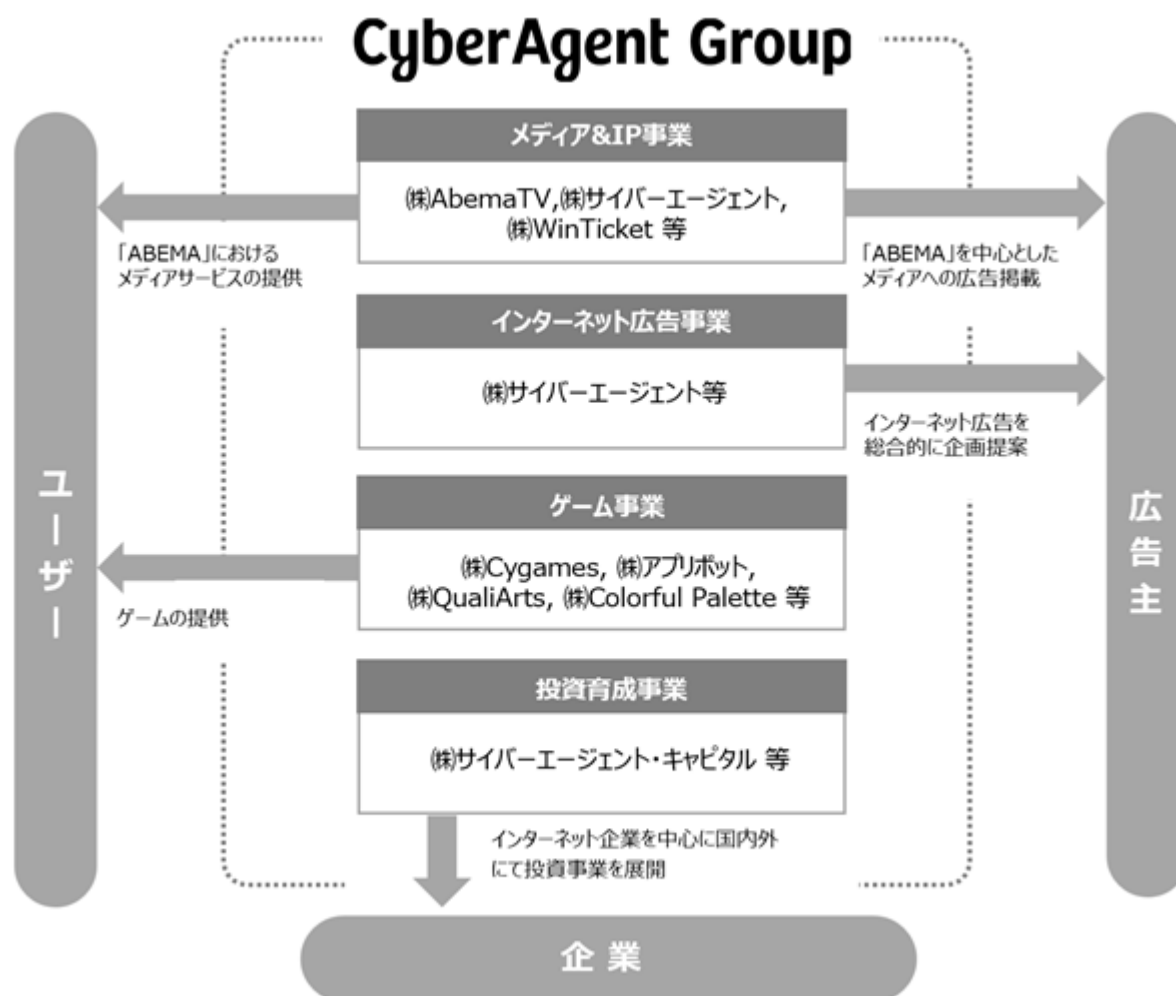 CyberAgent Group
メディア&IP事業
㈱AbemaTV,㈱サイバーエージェント,
㈱WinTicket 等
「ABEMA」における
メディアサービスの提供
「ABEMA」を中心とした
メディアへの広告掲載
インターネット広告事業
㈱サイバーエージェント等
インターネット広告を
総合的に企画提案
ゲーム事業
㈱Cygames, ㈱アプリボット,
㈱QualiArts, ㈱Colorful Palette 等
ゲームの提供
投資育成事業
㈱サイバーエージェント・キャピタル 等
インターネット企業を中心に国内外
にて投資事業を展開
ユーザー
広告主
企業